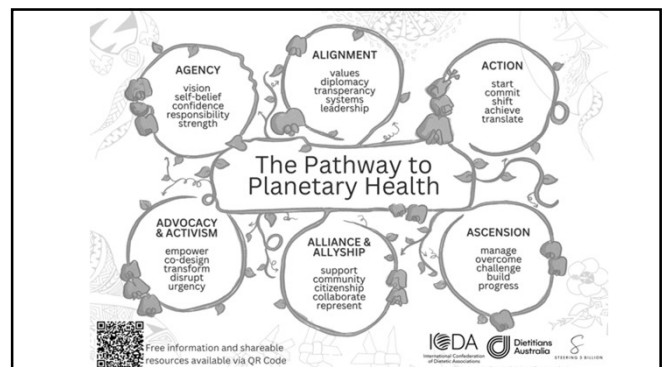 AGENCY
vision
self-belief
confidence
responsibility
strength
ALIGNMENT
values
diplomacy
transperancy
systems
leadership
ACTION
start
commit
shift
achieve
translate
The Pathway to
Planetary Health
ADVOCACY
& ACTIVISM
empower
co-design
transform
disrupt
urgency
ALLIANCE &
ALLYSHIP
support
community
citizenship
collaborate
represent
ASCENSION
manage
overcome
challenge
build
progress
Free information and shareable
resources available via QR Code
ICDA
International Confederation
of Dietetic Associations
Dietitians
Australia
STEERING 8 BILLION